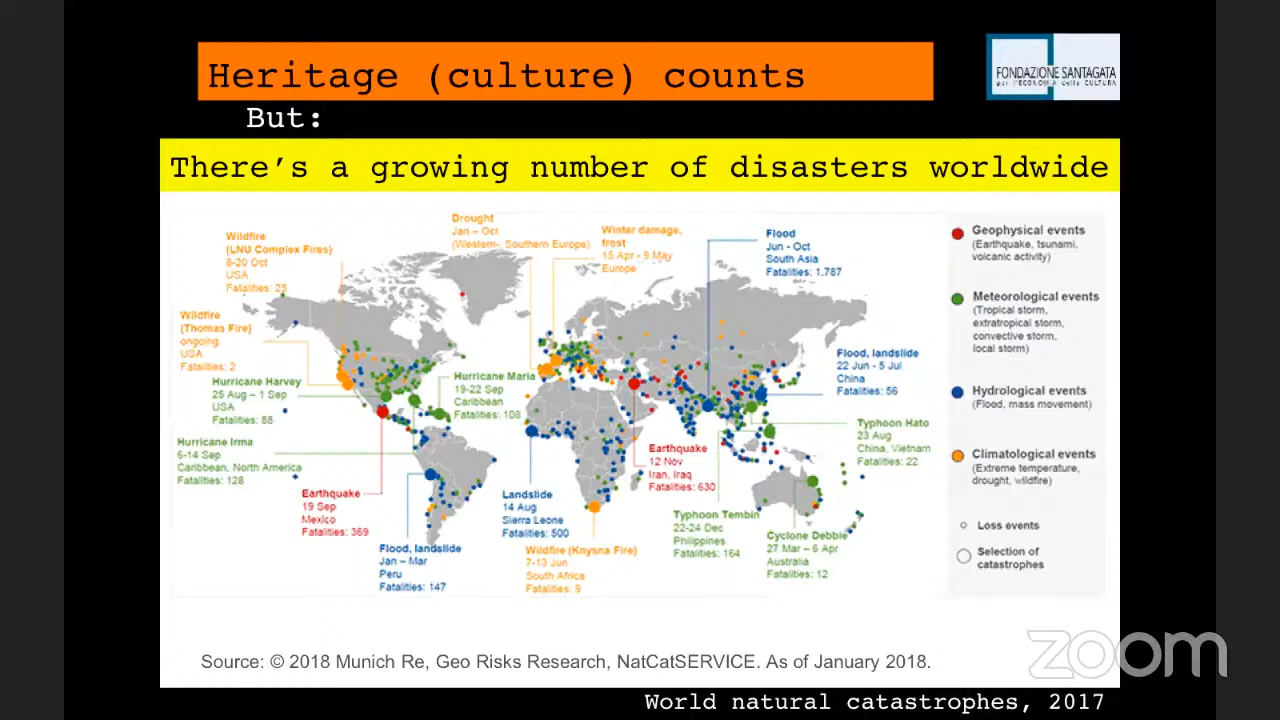 Heritage (culture) counts
FONDAZIONE SANTAGATA
per l'ECONOMIA della CULTURA
But:
There's a growing number of disasters worldwide
Wildfire
(LNU Complex Fires)
8-20 Oct
USA
Fatalities: 25
Drought
Jan – Oct
(Western-, Southern Europe)
Winter damage,
frost
15 Apr - 9 May
Europe
Flood
Jun - Oct
South Asia
Fatalities: 1.787
Wildfire
(Thomas Fire)
ongoing
USA
Fatalities: 2
Hurricane Harvey
25 Aug – 1 Sep
USA
Fatalities: 88
Hurricane Maria
19-22 Sep
Caribbean
Fatalities: 108
Flood, landslide
22 Jun - 5 Jul
China
Fatalities: 56
Hurricane Irma
6-14 Sep
Caribbean, North America
Fatalities: 128
Typhoon Hato
23 Aug
China, Vietnam
Fatalities: 22
Earthquake
19 Sep
Mexico
Fatalities: 369
Landslide
14 Aug
Sierra Leone
Fatalities: 500
Earthquake
12 Nov
Iran, Iraq
Fatalities: 630
Typhoon Tembin
22-24 Dec
Philippines
Fatalities: 164
Cyclone Debbie
27 Mar – 6 Apr
Australia
Fatalities: 12
Flood, landslide
Jan – Mar
Peru
Fatalities: 147
Wildfire (Knysna Fire)
7-13 Jun
South Africa
Fatalities: 9
Geophysical events
(Earthquake, tsunami,
volcanic activity)
Meteorological events
(Tropical storm,
extratropical storm,
convective storm,
local storm)
Hydrological events
(Flood, mass movement)
Climatological events
(Extreme temperature,
drought, wildfire)
Loss events
Selection of
catastrophes
Source: © 2018 Munich Re, Geo Risks Research, NatCatSERVICE. As of January 2018.
zoom
World natural catastrophes, 2017